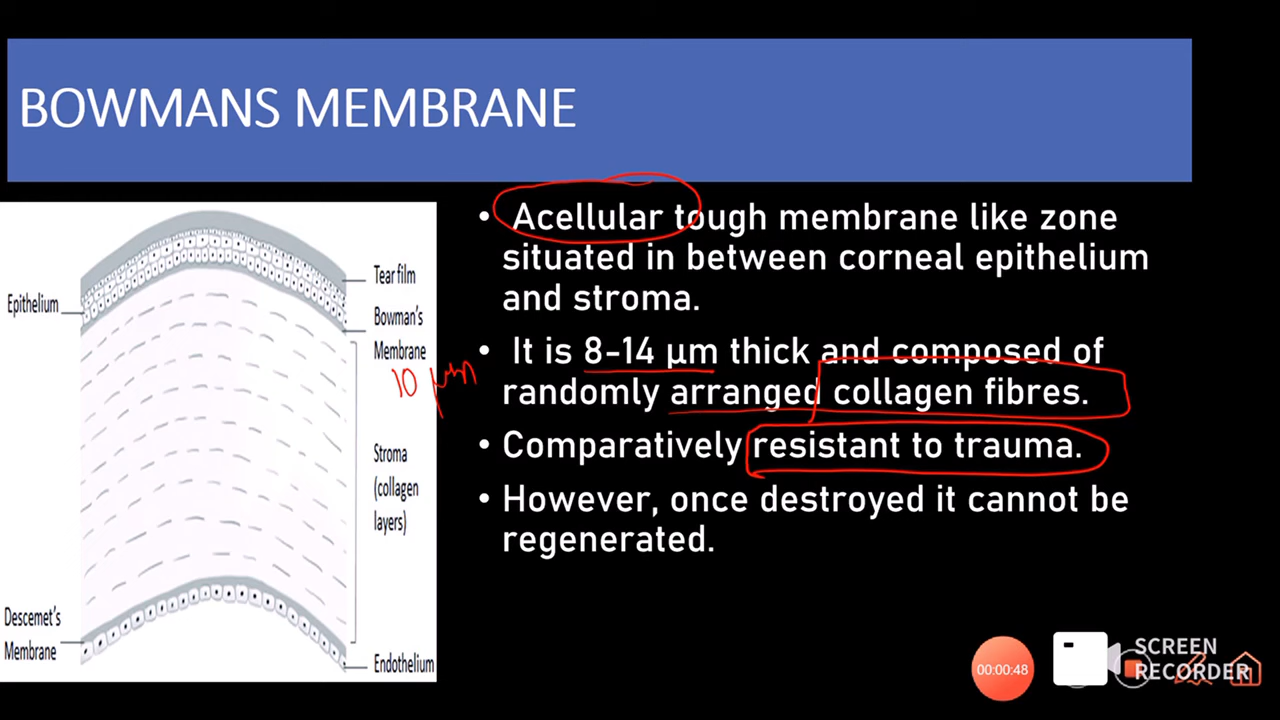 BOWMANS MEMBRANE
• Acellular tough membrane like zone
situated in between corneal epithelium
and stroma.
• It is 8-14 µm thick and composed of
randomly arranged collagen fibres.
• Comparatively resistant to trauma.
• However, once destroyed it cannot be
regenerated.
Tear film
Epithelium
Bowman's
Membrane
10 µm
Stroma
(collagen
layers)
Descemet's
Membrane
Endothelium
00:00:48
SCREEN
RECORDER